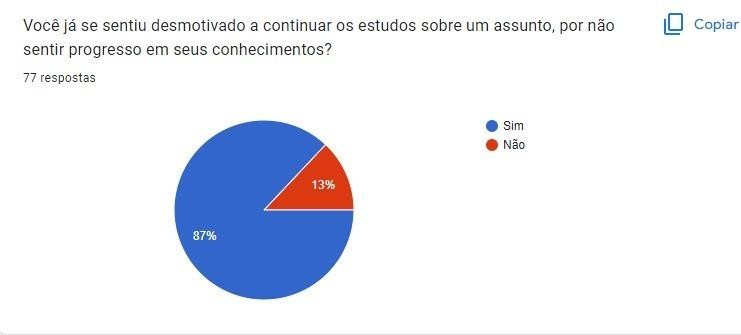 Você já se sentiu desmotivado a continuar os estudos sobre um assunto, por não
sentir progresso em seus conhecimentos?
Copiar
77 respostas
Sim
Não
13%
87%